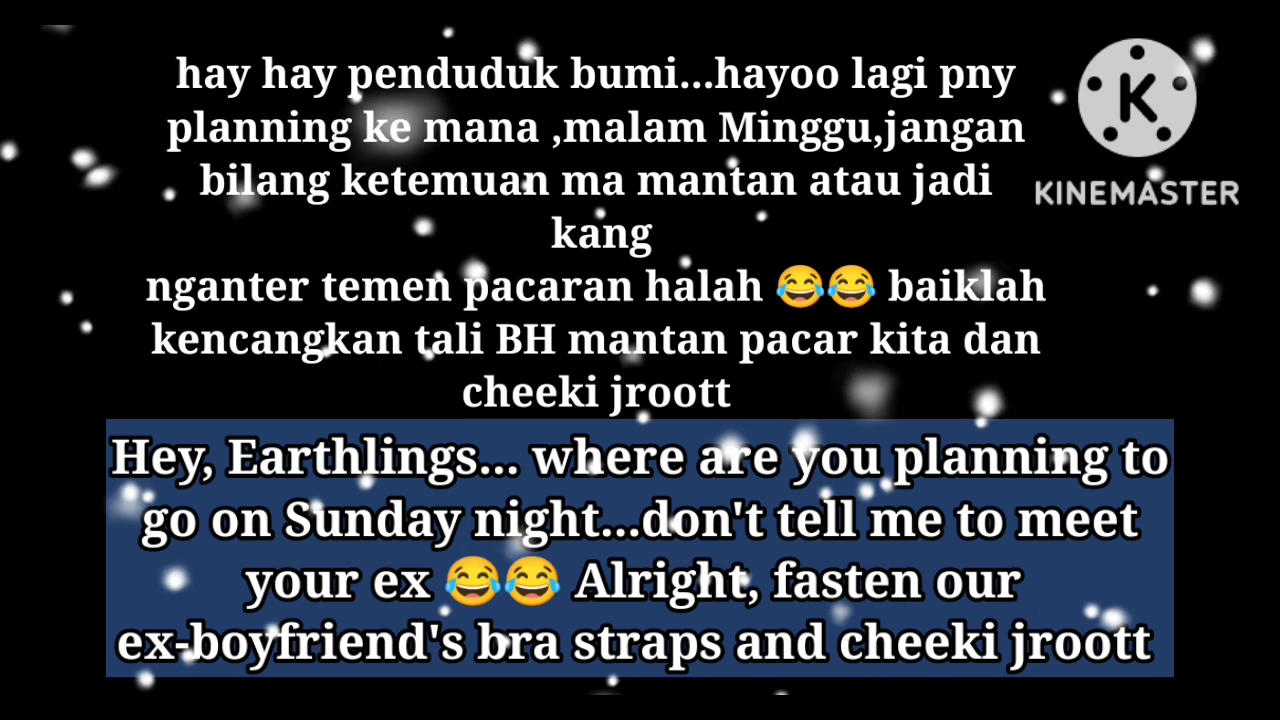 hay hay penduduk bumi...hayoo lagi pny
planning ke mana ,malam Minggu,jangan
bilang ketemuan ma mantan atau jadi
kang
nganter temen pacaran halah 😂😂 baiklah
kencangkan tali BH mantan pacar kita dan
cheeki jroott
K
KINEMASTER
Hey, Earthlings... where are you planning to
go on Sunday night...don't tell me to meet
your ex 😂😂 Alright, fasten our
ex-boyfriend's bra straps and cheeki jroott